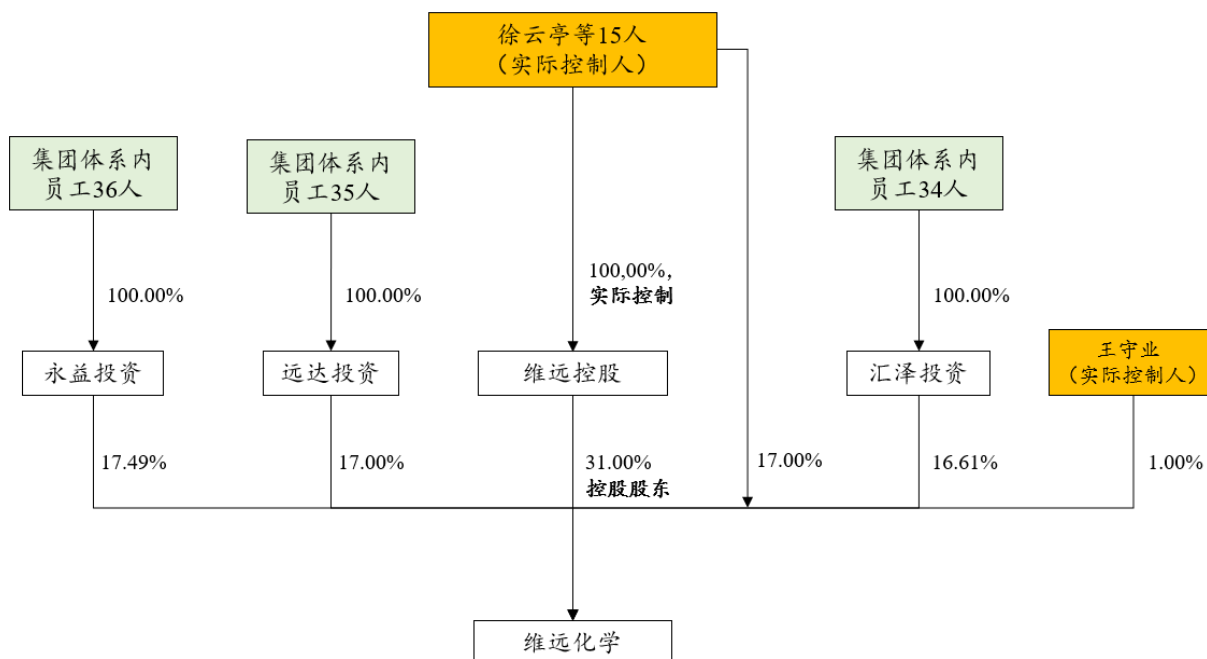 徐云亭等15人
（实际控制人）
集团体系内
员工36人
集团体系内
员工35人
集团体系内
员工34人
100.00%
100.00%
100,00%，
实际控制
100.00%
永益投资
远达投资
维远控股
汇泽投资
王守业
（实际控制人）
17.49%
17.00%
31.00%
控股股东
17.00%
16.61%
1.00%
维远化学